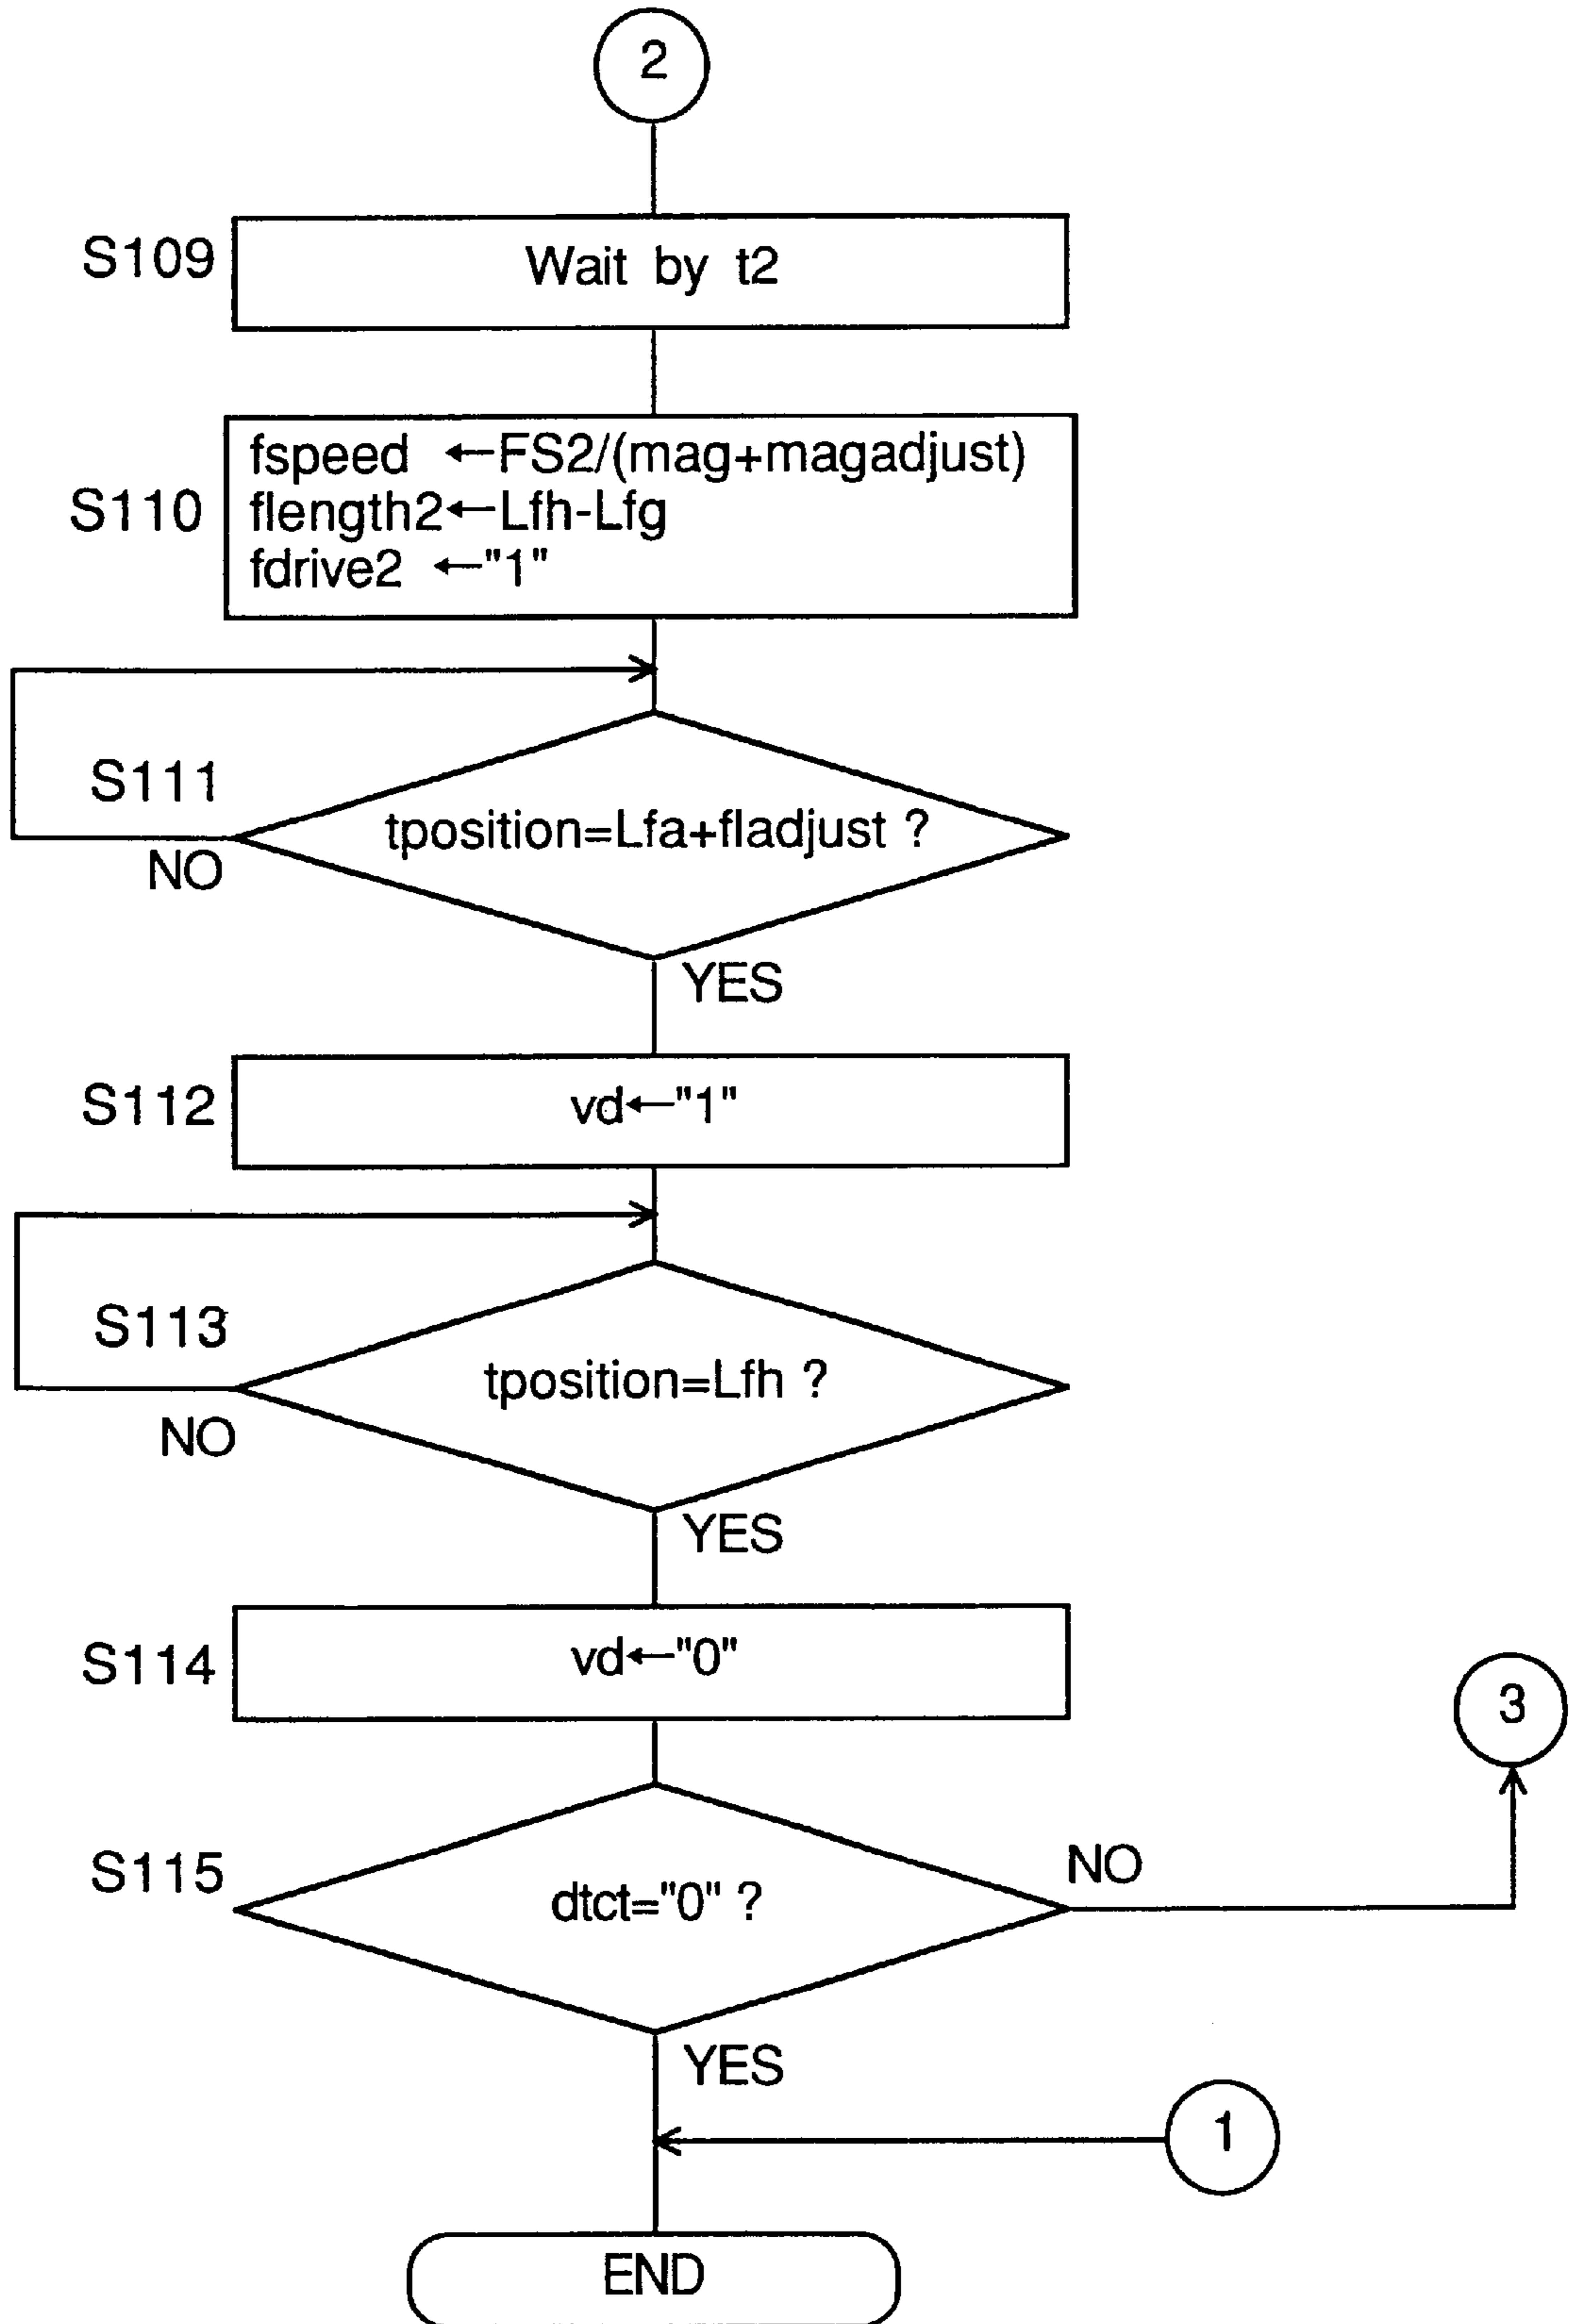 2
S109
Wait by t2
S110
fspeed ←FS2/(mag+magadjust)
flength2←Lfh-Lfg
fdrive2 ←"1"
S111
tposition=Lfa+fladjust ?
NO
YES
S112
vd←"1"
S113
tposition=Lfh ?
NO
YES
S114
vd←"0"
3
S115
dtct="0" ?
NO
YES
1
END